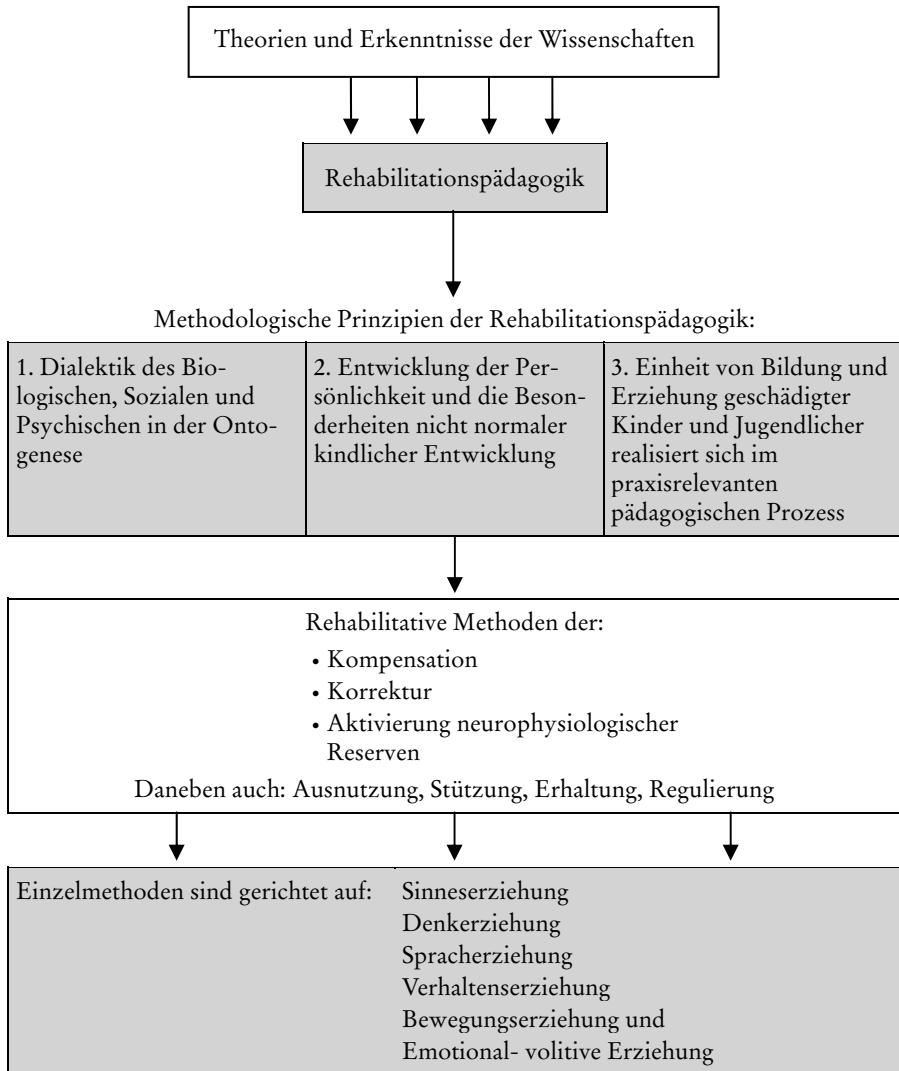 Theorien und Erkenntnisse der Wissenschaften
Rehabilitationspädagogik
Methodologische Prinzipien der Rehabilitationspädagogik:
1. Dialektik des Bio-
logischen, Sozialen und
Psychischen in der Onto-
genese
2. Entwicklung der Per-
sönlichkeit und die Beson-
derheiten nicht normaler
kindlicher Entwicklung
3. Einheit von Bildung und
Erziehung geschädigter
Kinder und Jugendlicher
realisiert sich im
praxisrelevanten
pädagogischen Prozess
Rehabilitative Methoden der:
• Kompensation
• Korrektur
• Aktivierung neurophysiologischer
Reserven
Daneben auch: Ausnutzung, Stützung, Erhaltung, Regulierung
Einzelmethoden sind gerichtet auf:
Sinneserziehung
Denkerziehung
Spracherziehung
Verhaltenserziehung
Bewegungserziehung und
Emotional- volitive Erziehung